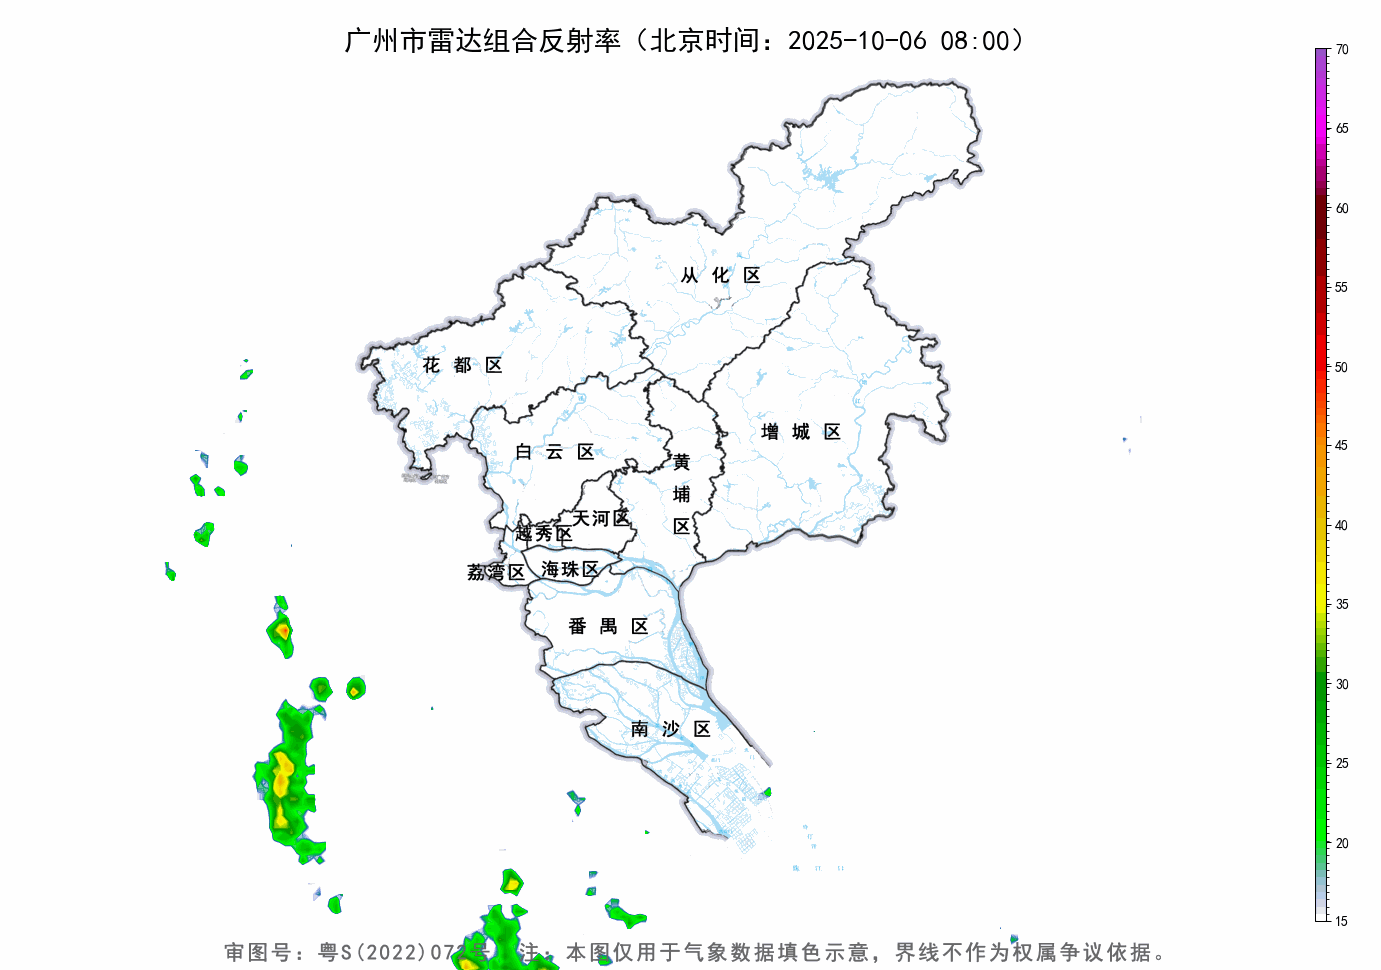 广州市雷达组合反射率（北京时间：2025-10-06 08:00）
70
65
60
55
50
45
40
35
30
25
20
15
从化区
花都区
增城区
白云区
黄埔区
天河区
越秀区
荔湾区
海珠区
番禺区
南沙区
审图号：粤S(2022)07 号 注：本图仅用于气象数据填色示意，界线不作为权属争议依据。